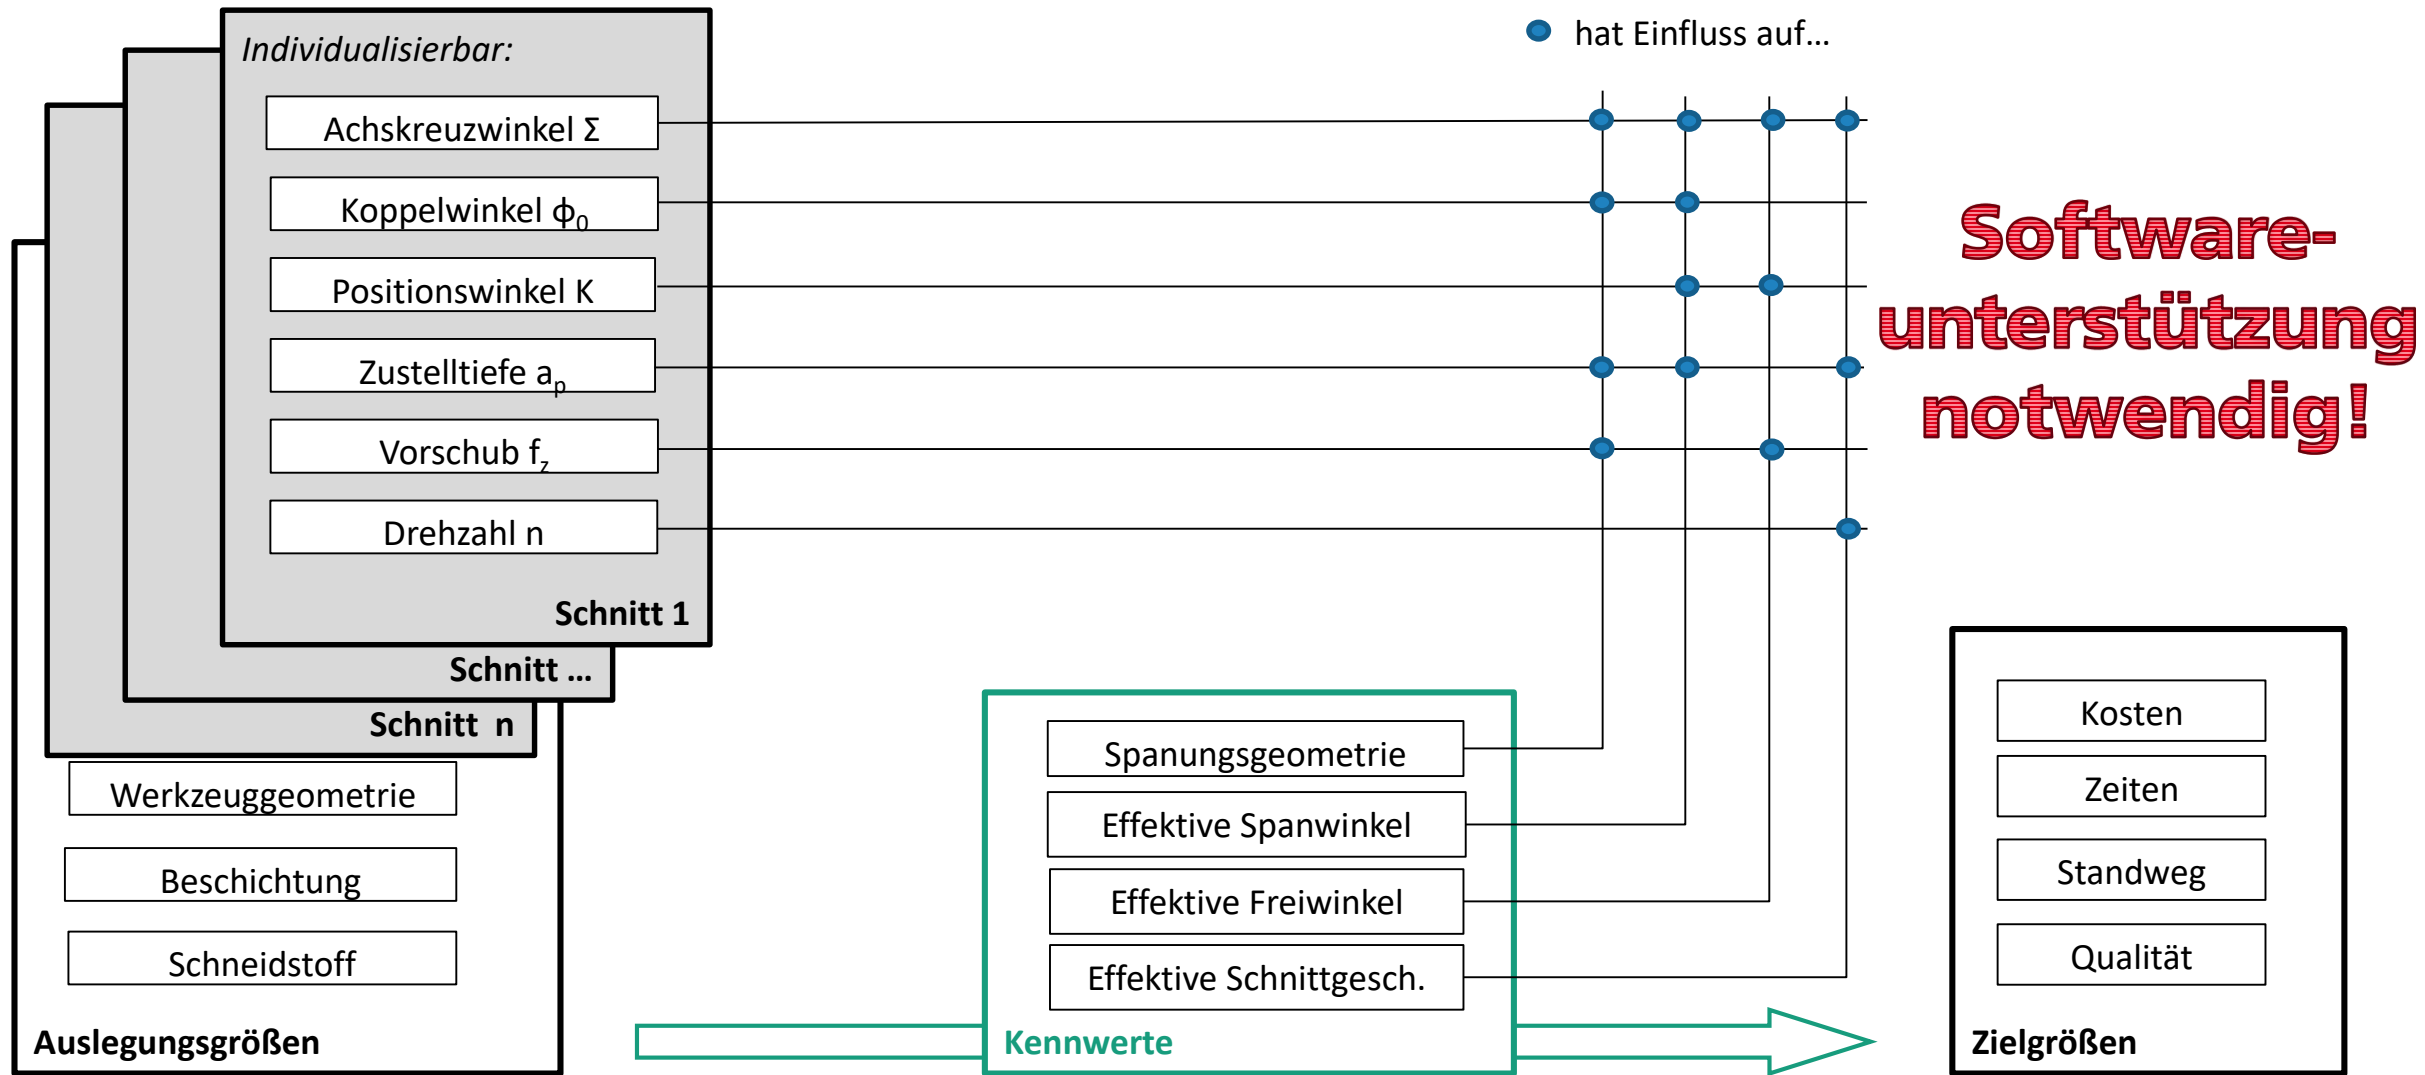 Individualisierbar:
Achskreuzwinkel Σ
Koppelwinkel ϕ₀
Positionswinkel K
Zustelltiefe aₚ
Vorschub f_z
Drehzahl n
Schnitt 1
Schnitt ...
Schnitt n
Werkzeuggeometrie
Beschichtung
Schneidstoff
Auslegungsgrößen
hat Einfluss auf...
Software-
unterstützung
notwendig!
Spanungsgeometrie
Effektive Spanwinkel
Effektive Freiwinkel
Effektive Schnittgesch.
Kennwerte
Kosten
Zeiten
Standweg
Qualität
Zielgrößen